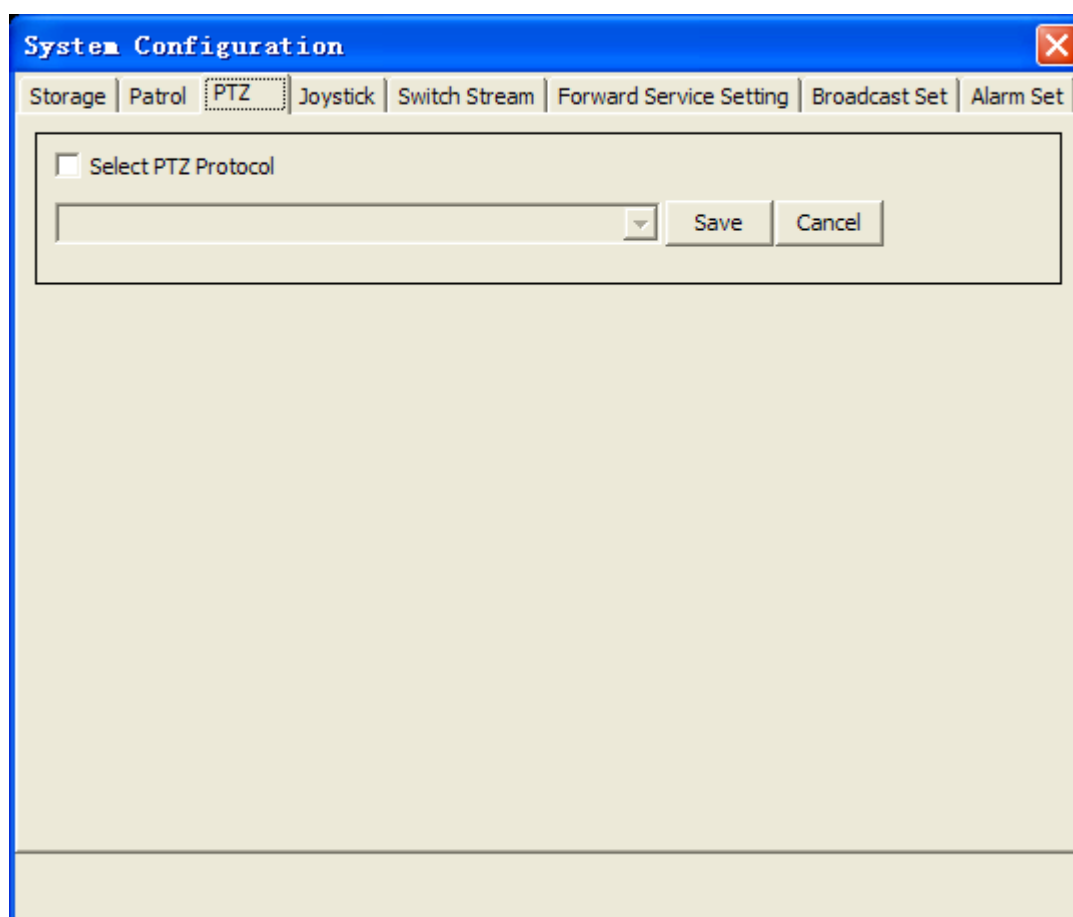 System Configuration
Storage Patrol PTZ Joystick Switch Stream Forward Service Setting Broadcast Set Alarm Set
Select PTZ Protocol
Save Cancel